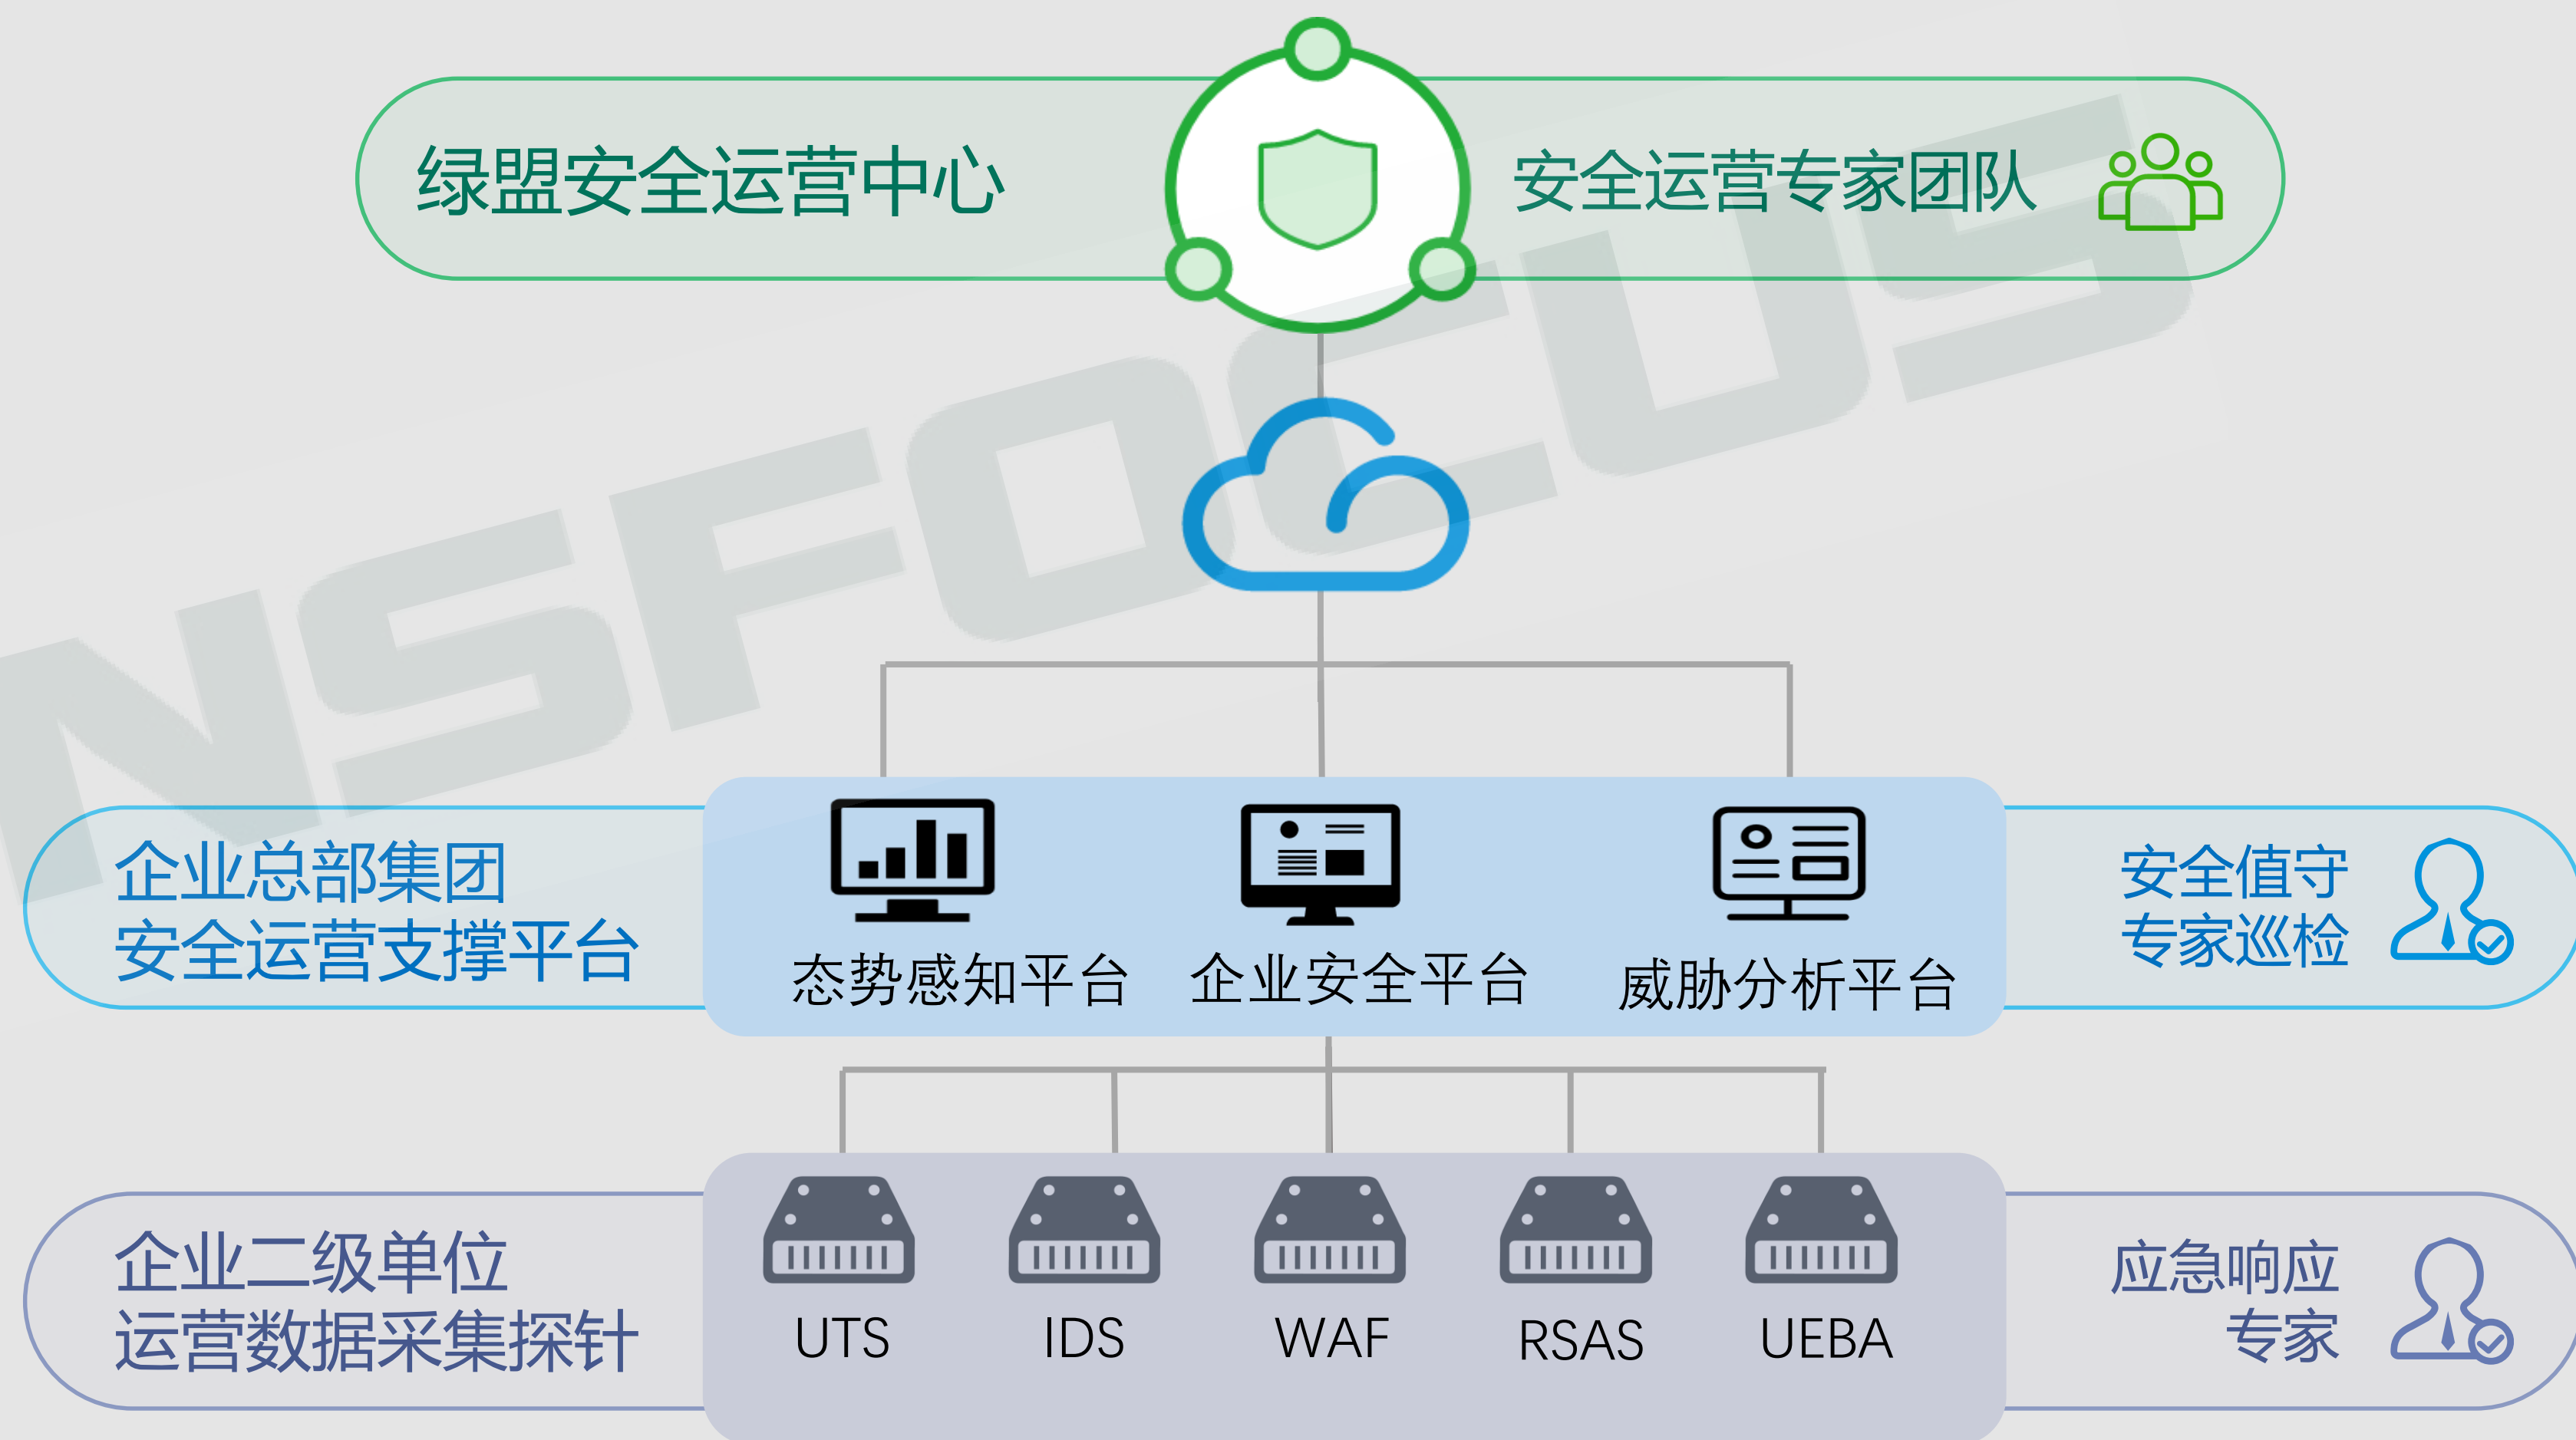 绿盟安全运营中心
安全运营专家团队
NSFOCUS
企业总部集团
安全运营支撑平台
态势感知平台
企业安全平台
威胁分析平台
安全值守
专家巡检
企业二级单位
运营数据采集探针
UTS
IDS
WAF
RSAS
UEBA
应急响应
专家